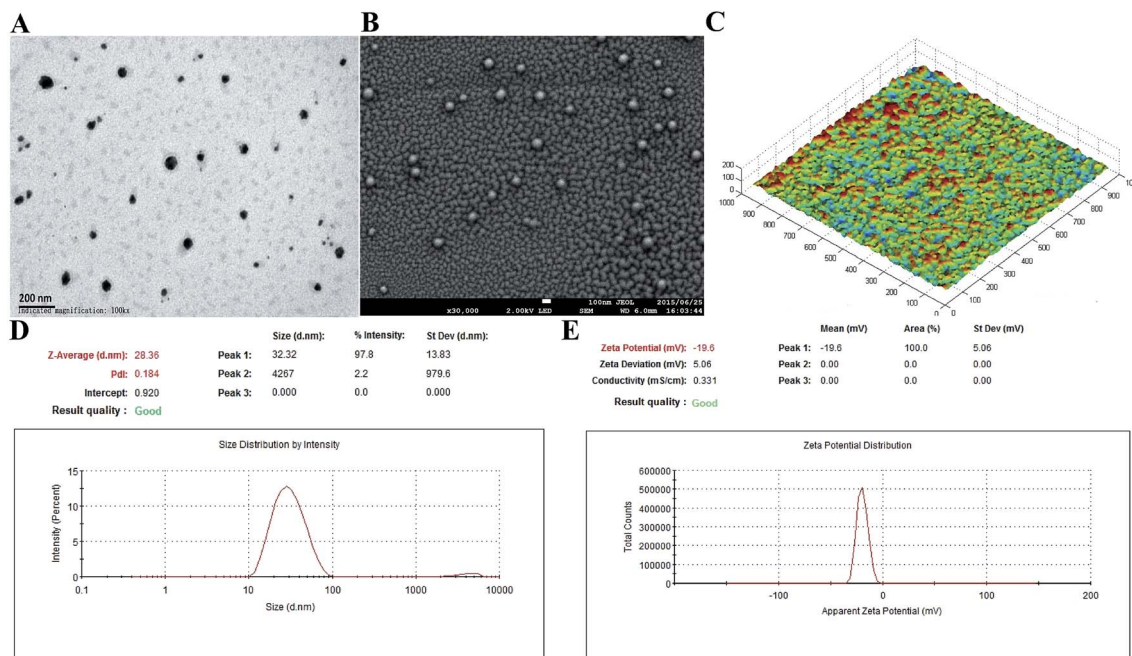 A
B
C
200 nm
Indicated magnification: 100kx
100nm JEOL 2015/06/25
x30,000 2.00kV LED SEM WD 6.0mm 16:03:44
200
100
0
1000
900
800
700
600
500
400
300
200
100
0
0
100
200
300
400
500
600
700
800
900
10
D
Size (d.nm): % Intensity: St Dev (d.nm):
Z-Average (d.nm): 28.36 Peak 1: 32.32 97.8 13.83
PdI: 0.184 Peak 2: 4267 2.2 979.6
Intercept: 0.920 Peak 3: 0.000 0.0 0.000
Result quality : Good
Size Distribution by Intensity
Intensity (Percent)
15
10
5
0
0.1 1 10 100 1000 10000
Size (d.nm)
E
Mean (mV) Area (%) St Dev (mV)
Zeta Potential (mV): -19.6 Peak 1: -19.6 100.0 5.06
Zeta Deviation (mV): 5.06 Peak 2: 0.00 0.0 0.00
Conductivity (mS/cm): 0.331 Peak 3: 0.00 0.0 0.00
Result quality : Good
Zeta Potential Distribution
Total Counts
600000
500000
400000
300000
200000
100000
0
-100 0 100 200
Apparent Zeta Potential (mV)